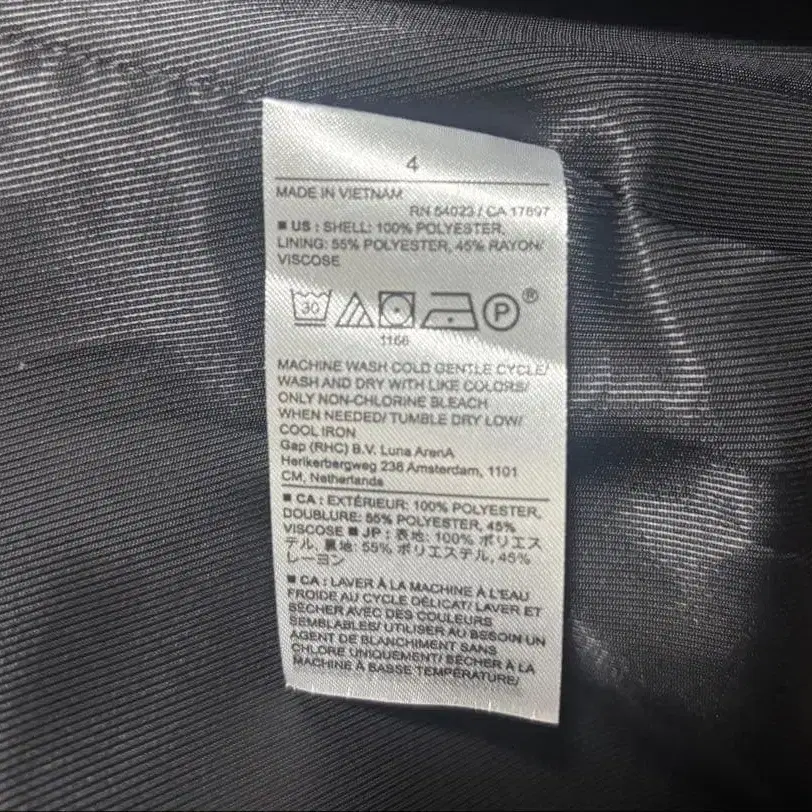 4
MADE IN VIETNAM
RN 54023 / CA 17897
■ US : SHELL: 100% POLYESTER,
LINING: 55% POLYESTER, 45% RAYON/
VISCOSE
30 P ®
1166
MACHINE WASH COLD GENTLE CYCLE/
WASH AND DRY WITH LIKE COLORS/
ONLY NON-CHLORINE BLEACH
WHEN NEEDED/ TUMBLE DRY LOW/
COOL IRON
Gap (RHC) B.V. Luna ArenA
Herikerbergweg 238 Amsterdam, 1101
CM, Netherlands
■ CA : EXTÉRIEUR: 100% POLYESTER,
DOUBLURE: 55% POLYESTER, 45%
VISCOSE ■ JP : 表地: 100% ポリエス
テル, 裏地: 55% ポリエステル, 45%
レーヨン
■ CA : LAVER À LA MACHINE À L'EAU
FROIDE AU CYCLE DÉLICAT/ LAVER ET
SÉCHER AVEC DES COULEURS
SEMBLABLES/ UTILISER AU BESOIN UN
AGENT DE BLANCHIMENT SANS
CHLORE UNIQUEMENT/ SÉCHER À LA
MACHINE À BASSE TEMPÉRATURE/